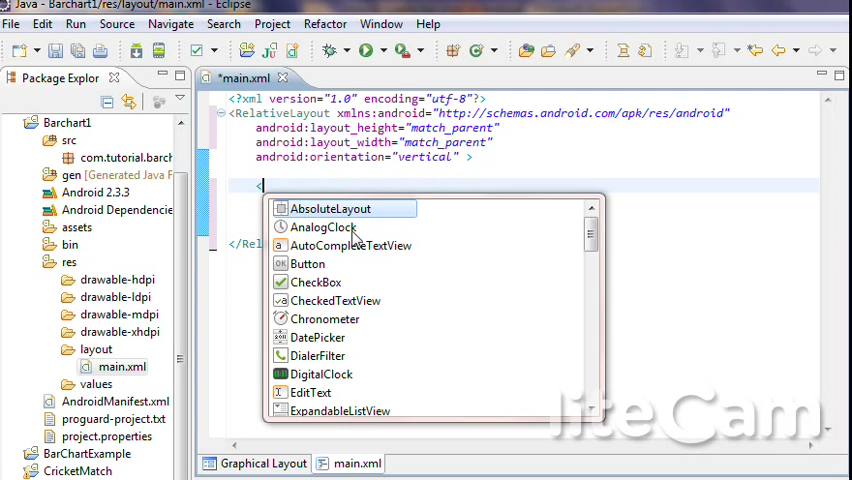 Java - Barchart1/res/layout/main.xml - Eclipse
File Edit Run Source Navigate Search Project Refactor Window Help
Package Explor
*main.xml
Barchart1
src
com.tutorial.barch
gen [Generated Java F
Android 2.3.3
Android Dependencie
assets
bin
res
drawable-hdpi
drawable-ldpi
drawable-mdpi
drawable-xhdpi
layout
main.xml
values
AndroidManifest.xml
proguard-project.txt
project.properties
BarChartExample
CricketMatch
<?xml version="1.0" encoding="utf-8"?>
<RelativeLayout xmlns:android="http://schemas.android.com/apk/res/android"
android:layout_height="match_parent"
android:layout_width="match_parent"
android:orientation="vertical" >
<
</Rel
AbsoluteLayout
AnalogClock
AutoCompleteTextView
OK Button
CheckBox
CheckedTextView
Chronometer
DatePicker
DialerFilter
DigitalClock
EditText
ExpandableListView
liteCam
Graphical Layout main.xml